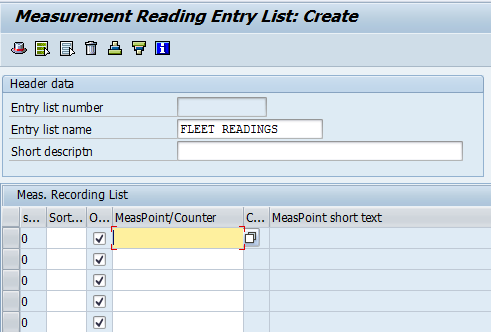 Measurement Reading Entry List: Create
Header data
Entry list number
Entry list name FLEET READINGS
Short descriptn
Meas. Recording List
s... Sort... O... MeasPoint/Counter C... MeasPoint short text
0
0
0
0
0